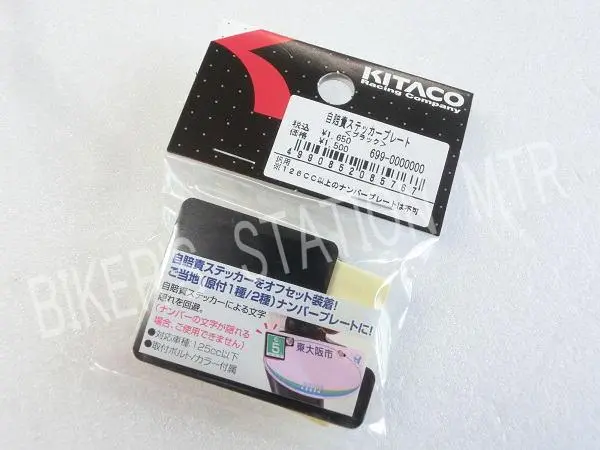 KITACO
Racing Company
自賠責ステッカープレート
<ブラック>
税込 ¥1,650
価格 ¥1,500
699-0000000
4990852085767
汎用
※126CC以上のナンバープレートは不可
自賠責ステッカーをオフセット装着!
ご当地(原付1種/2種)ナンバープレートに!
自賠責ステッカーによる文字
隠れを回避。
(ナンバーの文字が隠れる
場合、ご使用できません)
●対応車種:125cc以下
●取付ボルト/カラー付属
5
東大阪市
BIKER'S STATION MTR